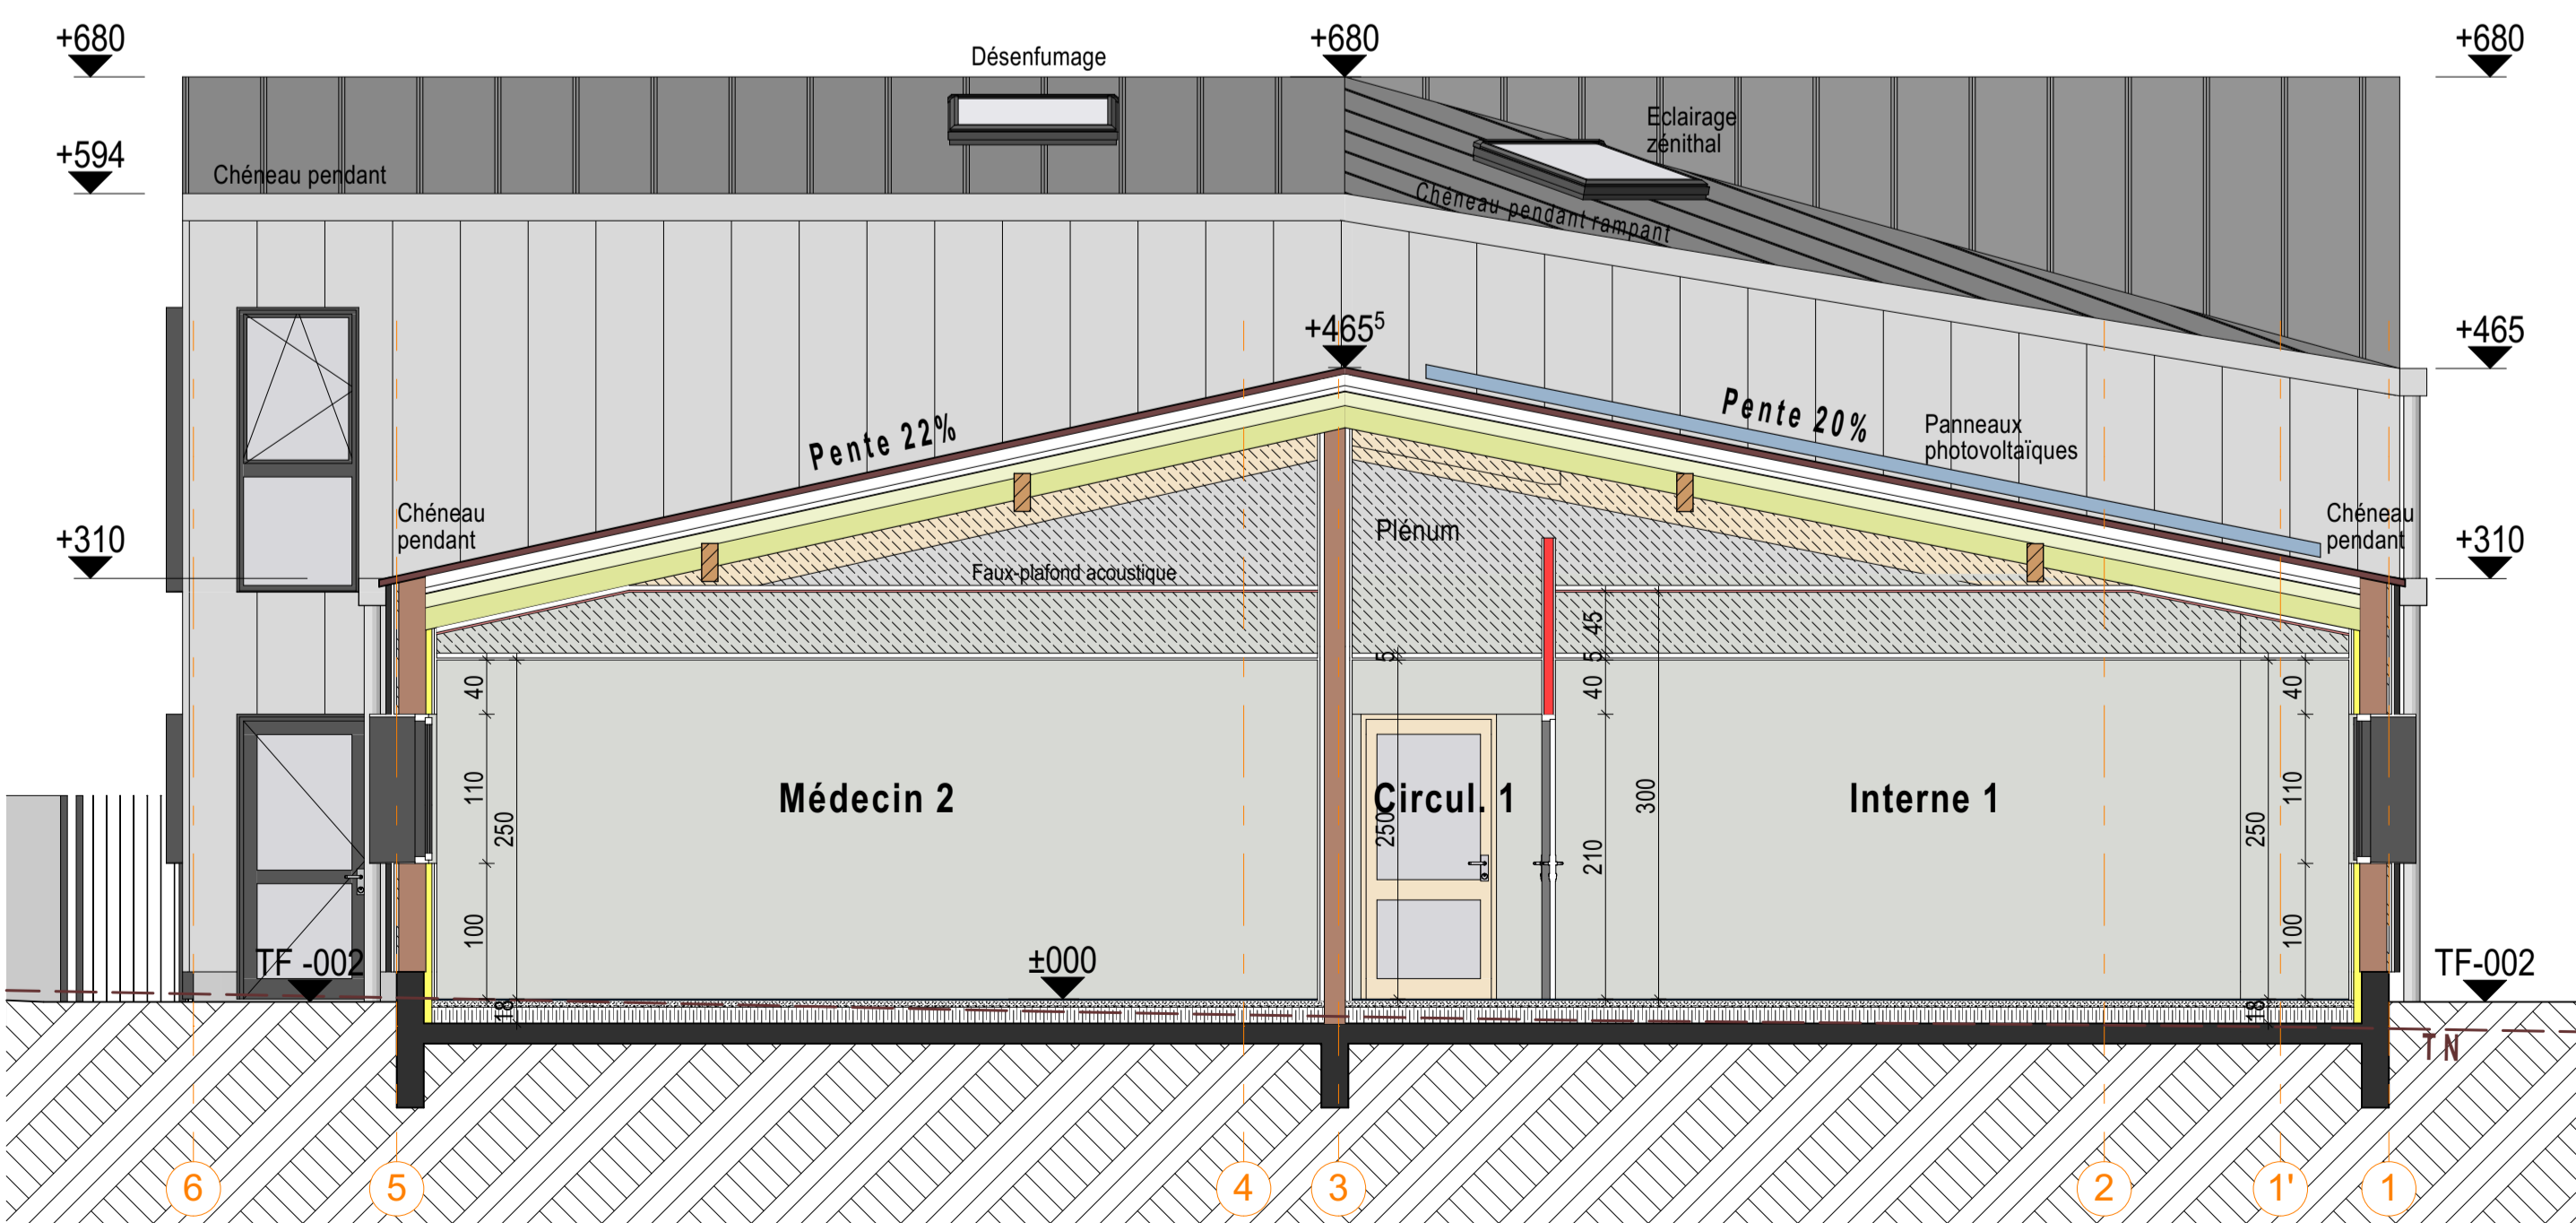 +680
+680
+680
Désenfumage
Eclairage
zénithal
+594
Chéneau pendant
Chéneau pendant rampant
+465⁵
+465
Pente 22%
Pente 20%
Panneaux
photovoltaïques
Chéneau
pendant
Chéneau
pendant
+310
+310
Plénum
Faux-plafond acoustique
45
5
5
40
40
40
Médecin 2
Circul. 1
Interne 1
110
250
250
210
300
250
110
100
100
TF -002
±000
TF-002
18
18
TN
6
5
4
3
2
1'
1